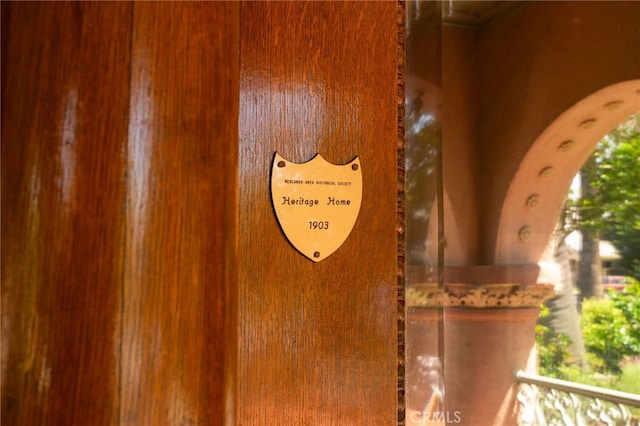 REDLANDS AREA HISTORICAL SOCIETY
Heritage Home
1903
CRMLS